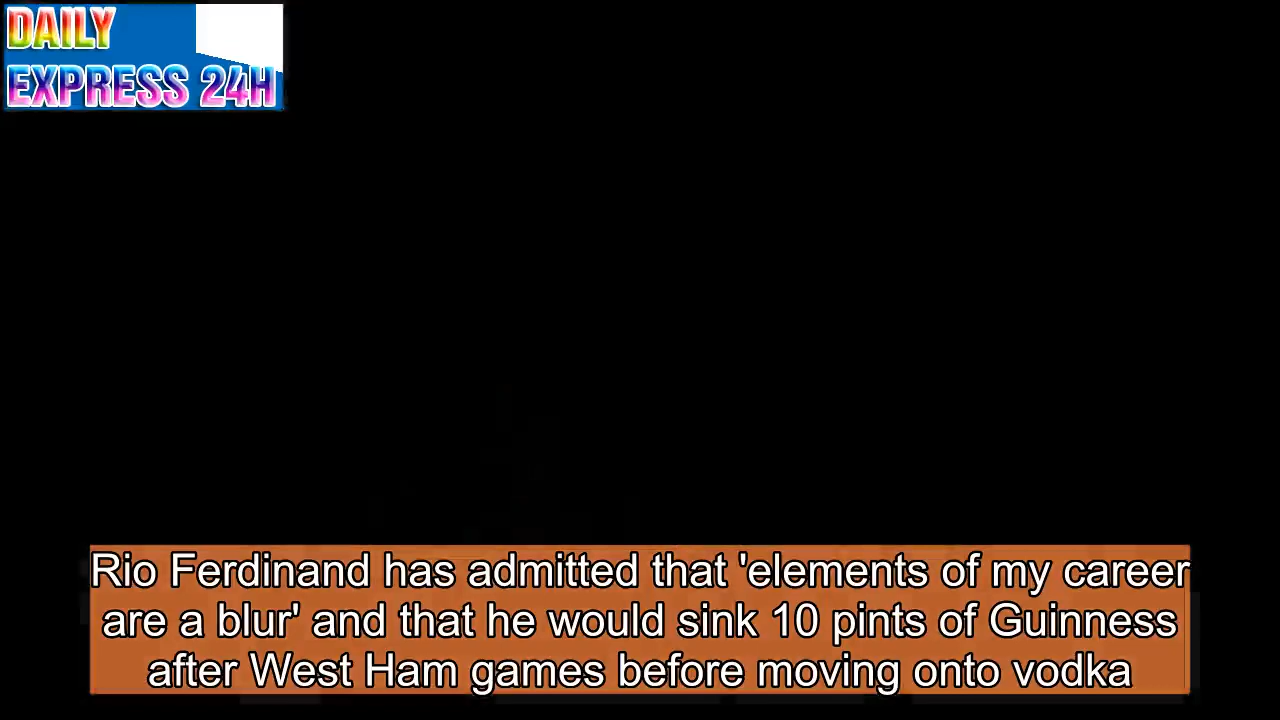 DAILY
EXPRESS 24H
Rio Ferdinand has admitted that 'elements of my career
are a blur' and that he would sink 10 pints of Guinness
after West Ham games before moving onto vodka